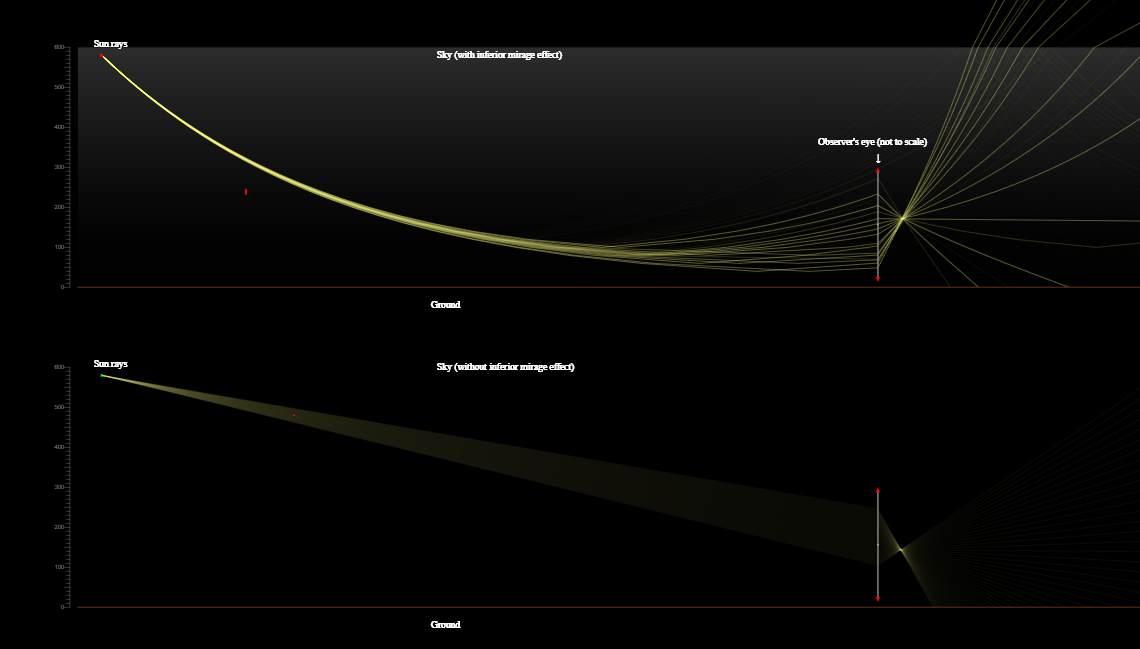 Sun rays
Sky (with inferior mirage effect)
600
500
400
300
200
100
0
Observer's eye (not to scale)
Ground
Sun rays
Sky (without inferior mirage effect)
600
500
400
300
200
100
0
Ground